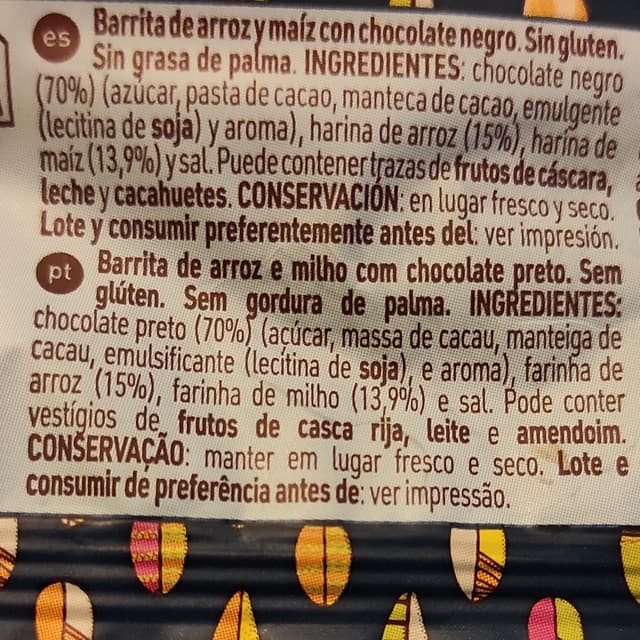 es Barrita de arroz y maíz con chocolate negro. Sin gluten.
Sin grasa de palma. INGREDIENTES: chocolate negro
(70%) (azúcar, pasta de cacao, manteca de cacao, emulgente
(lecitina de soja) y aroma), harina de arroz (15%), harina de
maíz (13,9%) y sal. Puede contener trazas de frutos de cáscara,
leche y cacahuetes. CONSERVACIÓN: en lugar fresco y seco.
Lote y consumir preferentemente antes del: ver impresión.
pt Barrita de arroz e milho com chocolate preto. Sem
glúten. Sem gordura de palma. INGREDIENTES:
chocolate preto (70%) (açúcar, massa de cacau, manteiga de
cacau, emulsificante (lecitina de soja), e aroma), farinha de
arroz (15%), farinha de milho (13,9%) e sal. Pode conter
vestígios de frutos de casca rija, leite e amendoim.
CONSERVAÇÃO: manter em lugar fresco e seco. Lote e
consumir de preferência antes de: ver impressão.